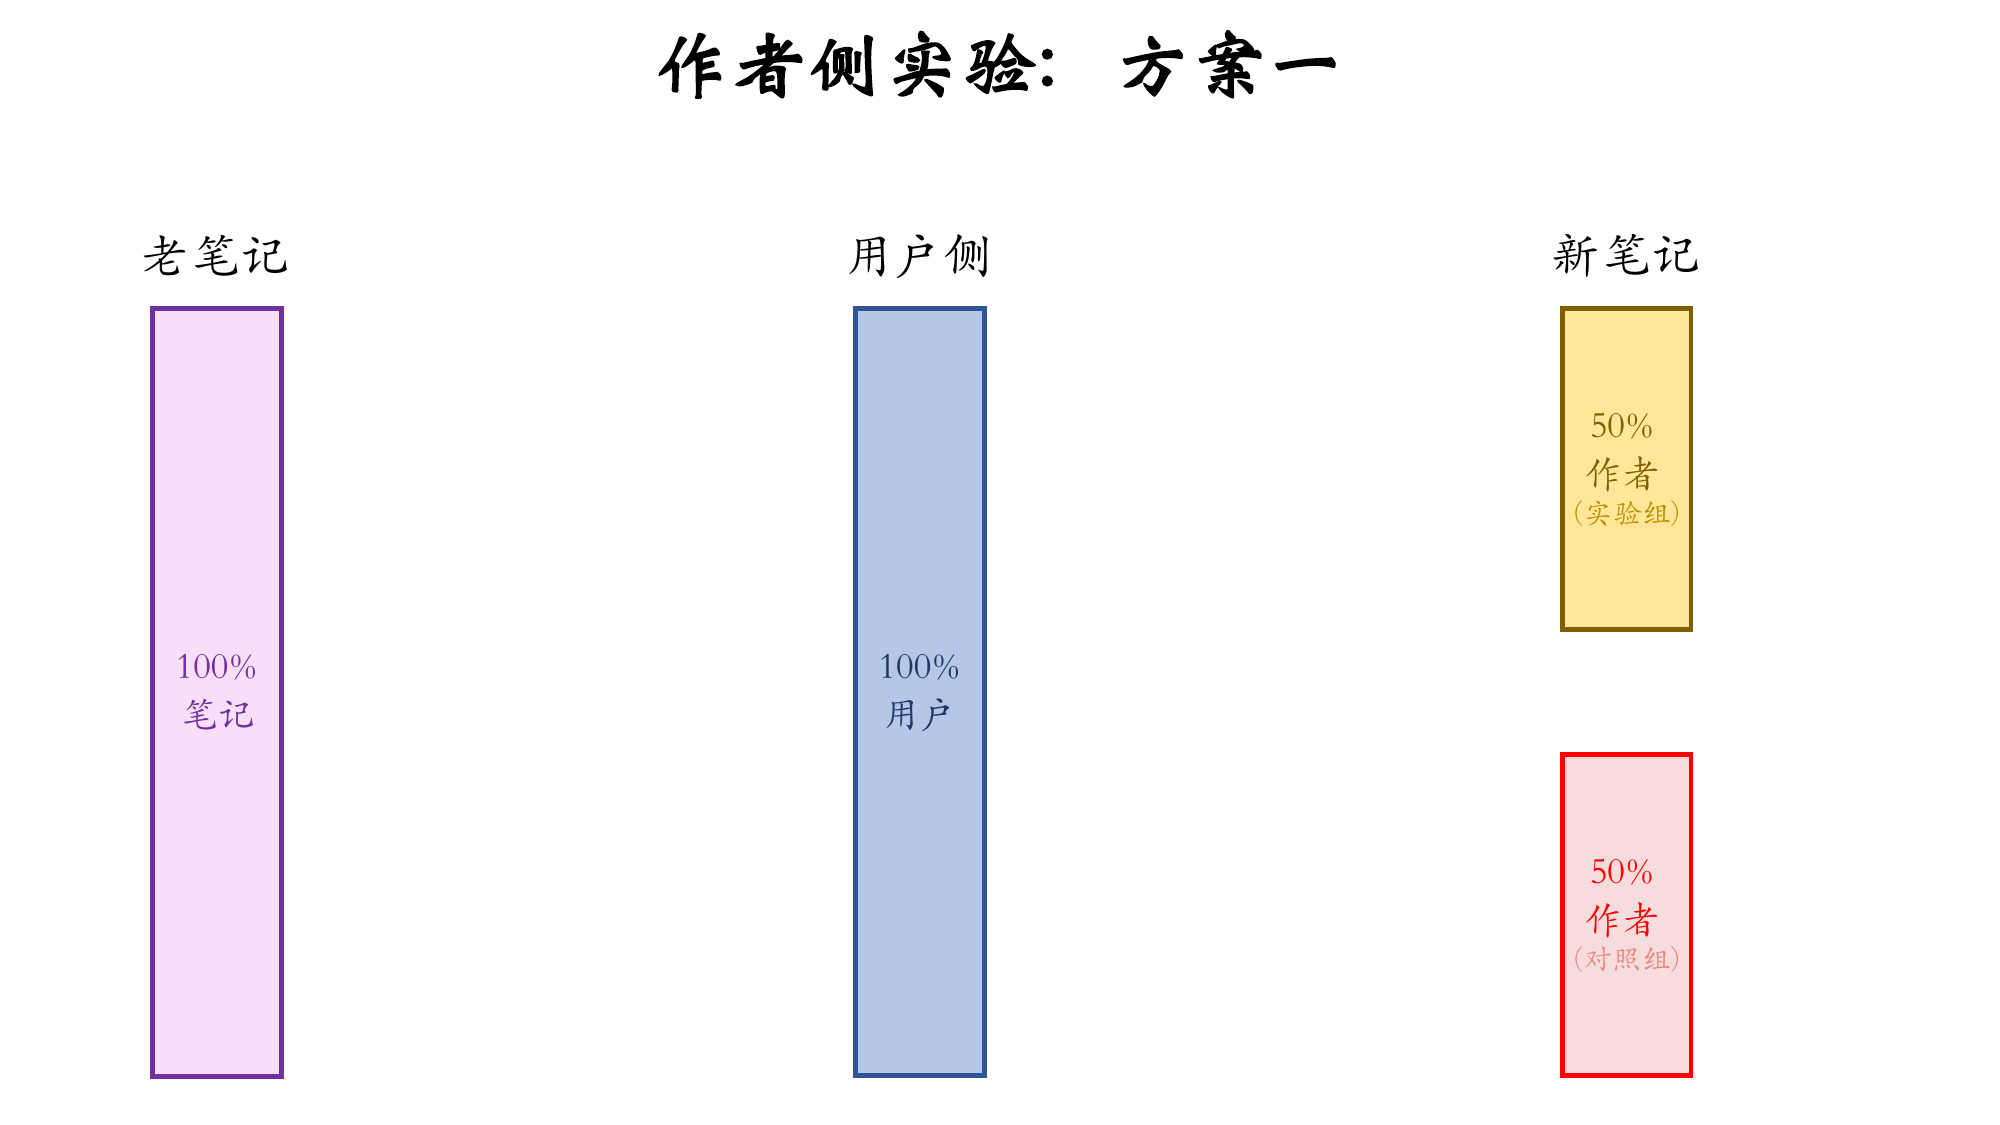 作者侧实验：方案一
老笔记
用户侧
新笔记
100%
笔记
100%
用户
50%
作者
(实验组)
50%
作者
(对照组)